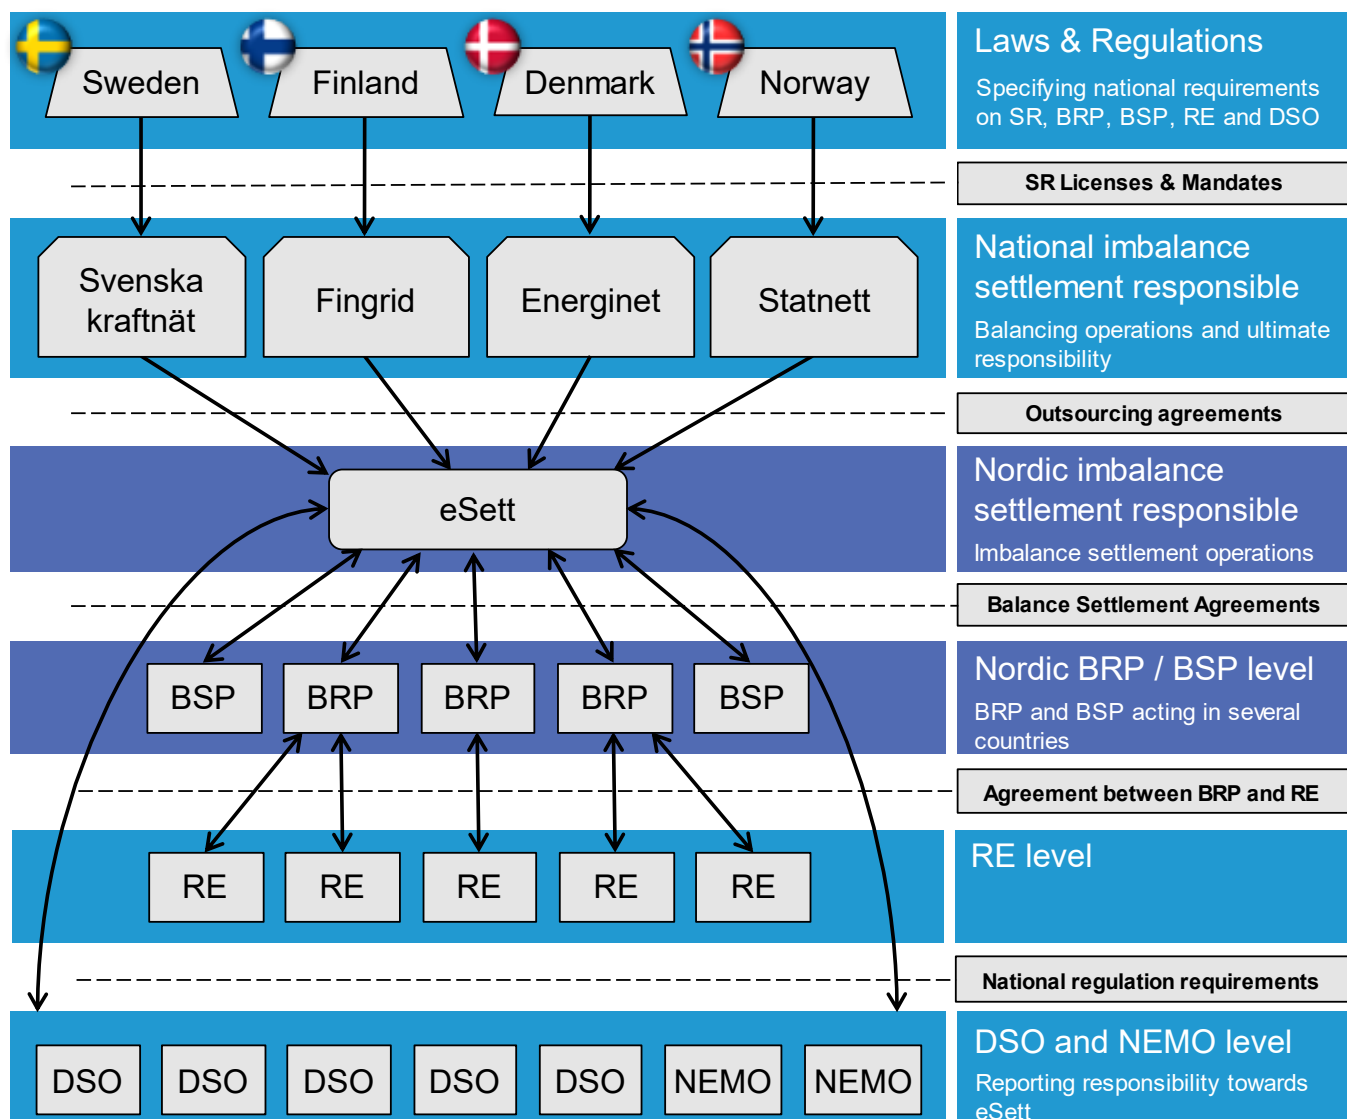 Sweden
Finland
Denmark
Norway
Laws & Regulations
Specifying national requirements
on SR, BRP, BSP, RE and DSO
SR Licenses & Mandates
Svenska
kraftnät
Fingrid
Energinet
Statnett
National imbalance
settlement responsible
Balancing operations and ultimate
responsibility
Outsourcing agreements
eSett
Nordic imbalance
settlement responsible
Imbalance settlement operations
Balance Settlement Agreements
BSP
BRP
BRP
BRP
BSP
Nordic BRP / BSP level
BRP and BSP acting in several
countries
Agreement between BRP and RE
RE
RE
RE
RE
RE
RE level
National regulation requirements
DSO
DSO
DSO
DSO
DSO
NEMO
NEMO
DSO and NEMO level
Reporting responsibility towards
eSett